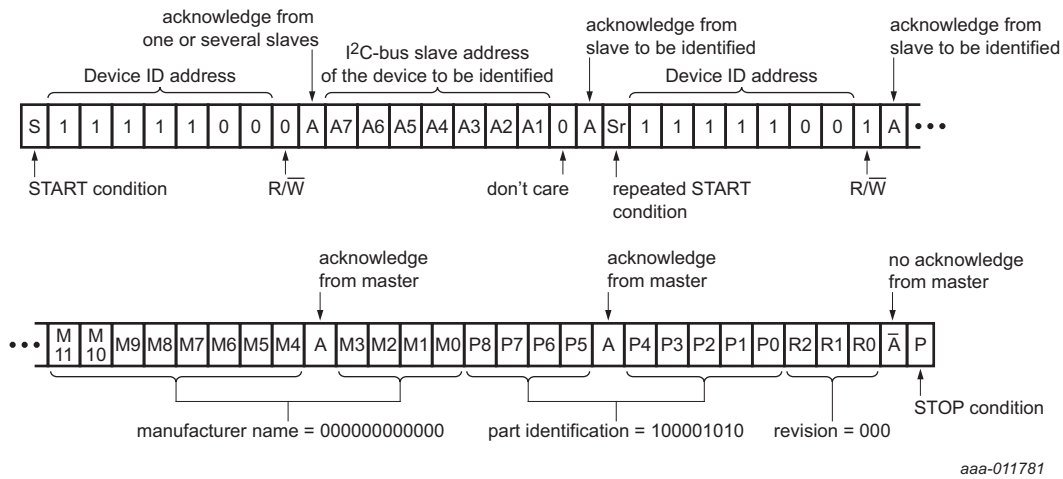 acknowledge from
one or several slaves
I²C-bus slave address
of the device to be identified
acknowledge from
slave to be identified
acknowledge from
slave to be identified
Device ID address
Device ID address
S 1 1 1 1 1 0 0 0 A A7 A6 A5 A4 A3 A2 A1 0 A Sr 1 1 1 1 1 0 0 1 A •••
START condition
R/W̅
don't care
repeated START
condition
R/W̅
acknowledge
from master
acknowledge
from master
no acknowledge
from master
••• M11 M10 M9 M8 M7 M6 M5 M4 A M3 M2 M1 M0 P8 P7 P6 P5 A P4 P3 P2 P1 P0 R2 R1 R0 A̅ P
STOP condition
manufacturer name = 000000000000
part identification = 100001010
revision = 000
aaa-011781